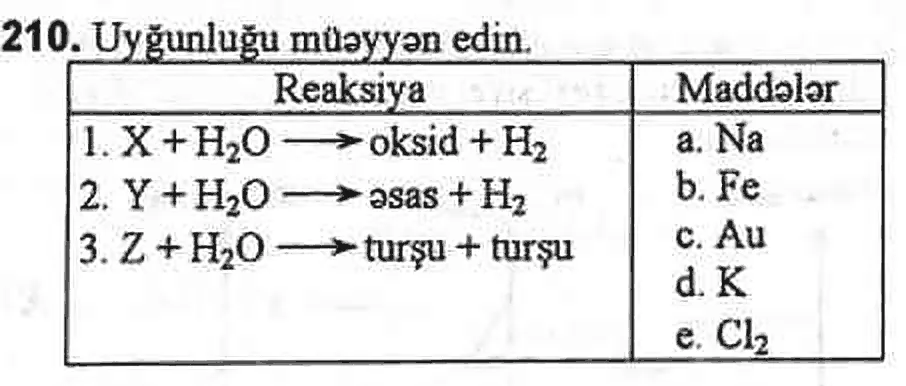 210. Uyğunluğu müəyyən edin.
Reaksiya
1. X + H₂O ⟶ oksid + H₂
2. Y + H₂O ⟶ əsas + H₂
3. Z + H₂O ⟶ turşu + turşu
Maddələr
a. Na
b. Fe
c. Au
d. K
e. Cl₂